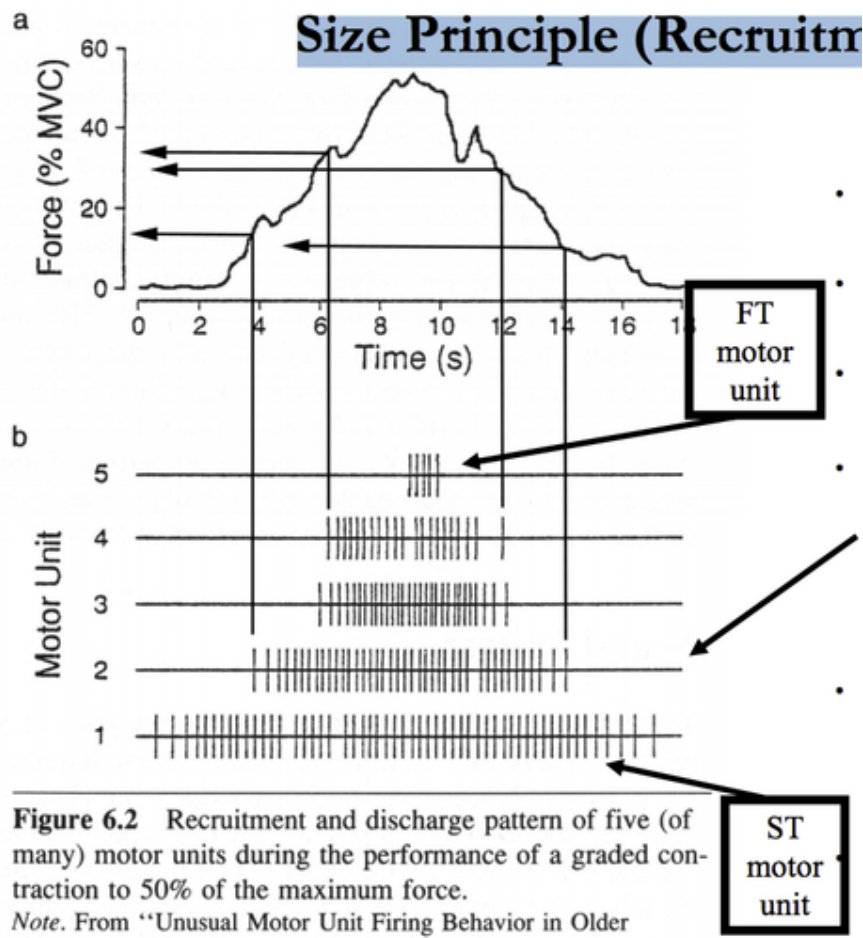 a
Size Principle (Recruitm
Force (% MVC)
60
40
20
0
0 2 4 6 8 10 12 14 16 18
Time (s)
FT
motor
unit
b
Motor Unit
5
4
3
2
1
ST
motor
unit
Figure 6.2 Recruitment and discharge pattern of five (of
many) motor units during the performance of a graded con-
traction to 50% of the maximum force.
Note. From “Unusual Motor Unit Firing Behavior in Older